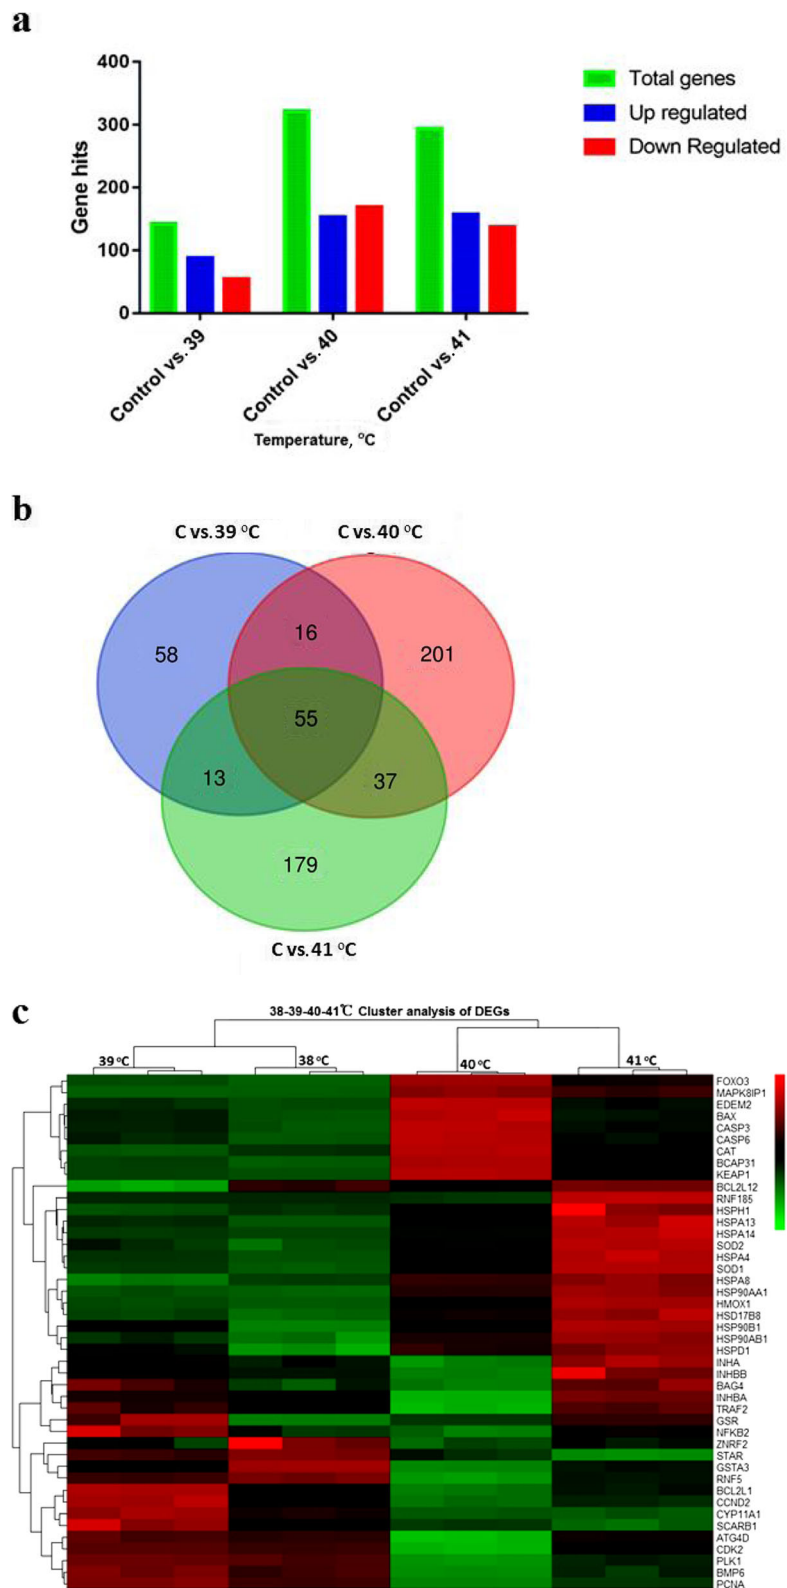 a
400
300
200
100
0
Gene hits
Total genes
Up regulated
Down Regulated
Control vs. 39
Control vs. 40
Control vs. 41
Temperature, °C
b
C vs.39 °C
C vs.40 °C
58
16
201
55
13
37
179
C vs.41 °C
c
38-39-40-41℃ Cluster analysis of DEGs
39 °C
38 °C
40 °C
41 °C
FOXO3
MAPK8IP1
EDEM2
BAX
CASP3
CASP6
CAT
BCAP31
KEAP1
BCL2L12
RNF185
HSPH1
HSPA13
HSPA14
SOD2
HSPA4
SOD1
HSPA8
HSP90AA1
HMOX1
HSD17B8
HSP90B1
HSP90AB1
HSPD1
INHA
INHBB
BAG4
INHBA
TRAF2
GSR
NFKB2
ZNRF2
STAR
GSTA3
RNF5
BCL2L1
CCND2
CYP11A1
SCARB1
ATG4D
CDK2
PLK1
BMP6
PCNA